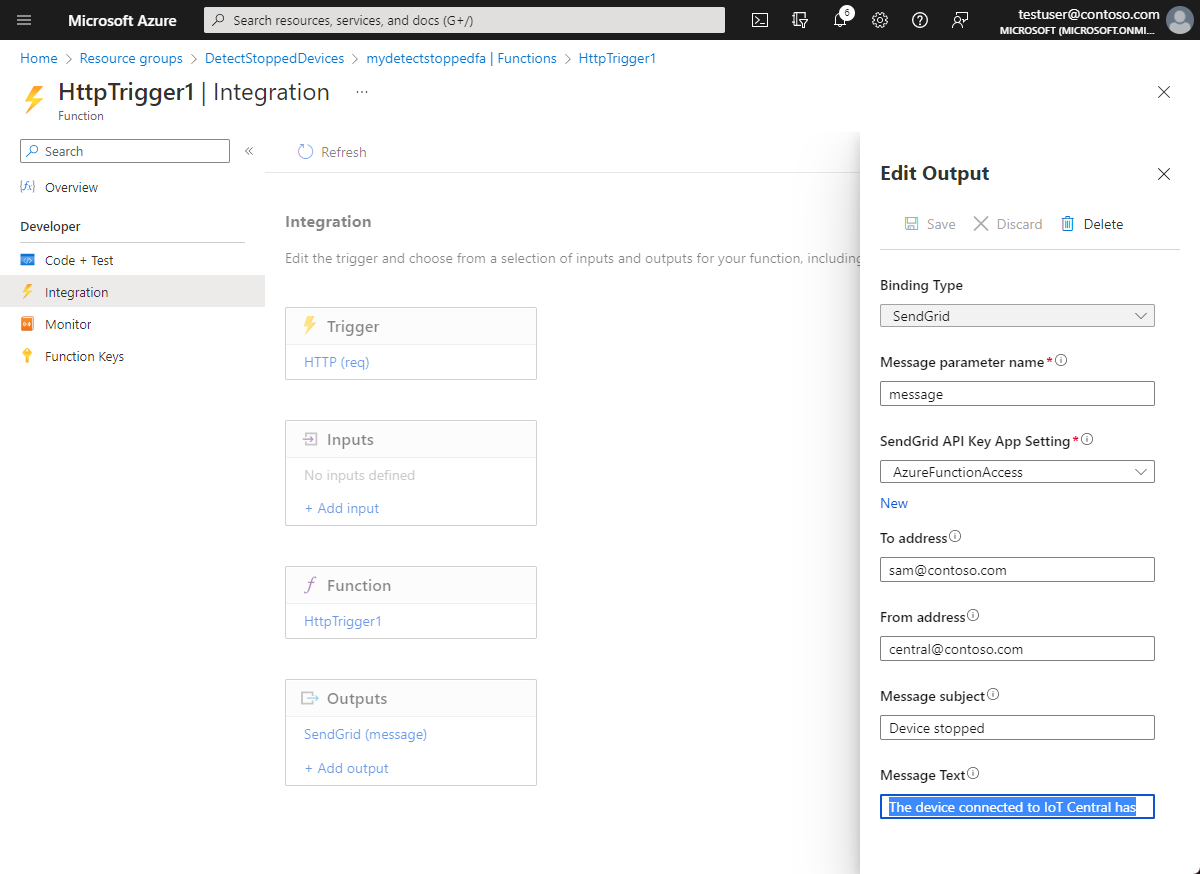 Microsoft Azure
Search resources, services, and docs (G+/)
6
testuser@contoso.com
MICROSOFT (MICROSOFT.ONMI...
Home > Resource groups > DetectStoppedDevices > mydetectstoppedfa | Functions > HttpTrigger1
HttpTrigger1 | Integration ...
Function
Search
«
Overview
Developer
Code + Test
Integration
Monitor
Function Keys
Refresh
Integration
Edit the trigger and choose from a selection of inputs and outputs for your function, including
Trigger
HTTP (req)
Inputs
No inputs defined
+ Add input
Function
HttpTrigger1
Outputs
SendGrid (message)
+ Add output
Edit Output
Save Discard Delete
Binding Type
SendGrid
Message parameter name *
message
SendGrid API Key App Setting *
AzureFunctionAccess
New
To address
sam@contoso.com
From address
central@contoso.com
Message subject
Device stopped
Message Text
The device connected to IoT Central has